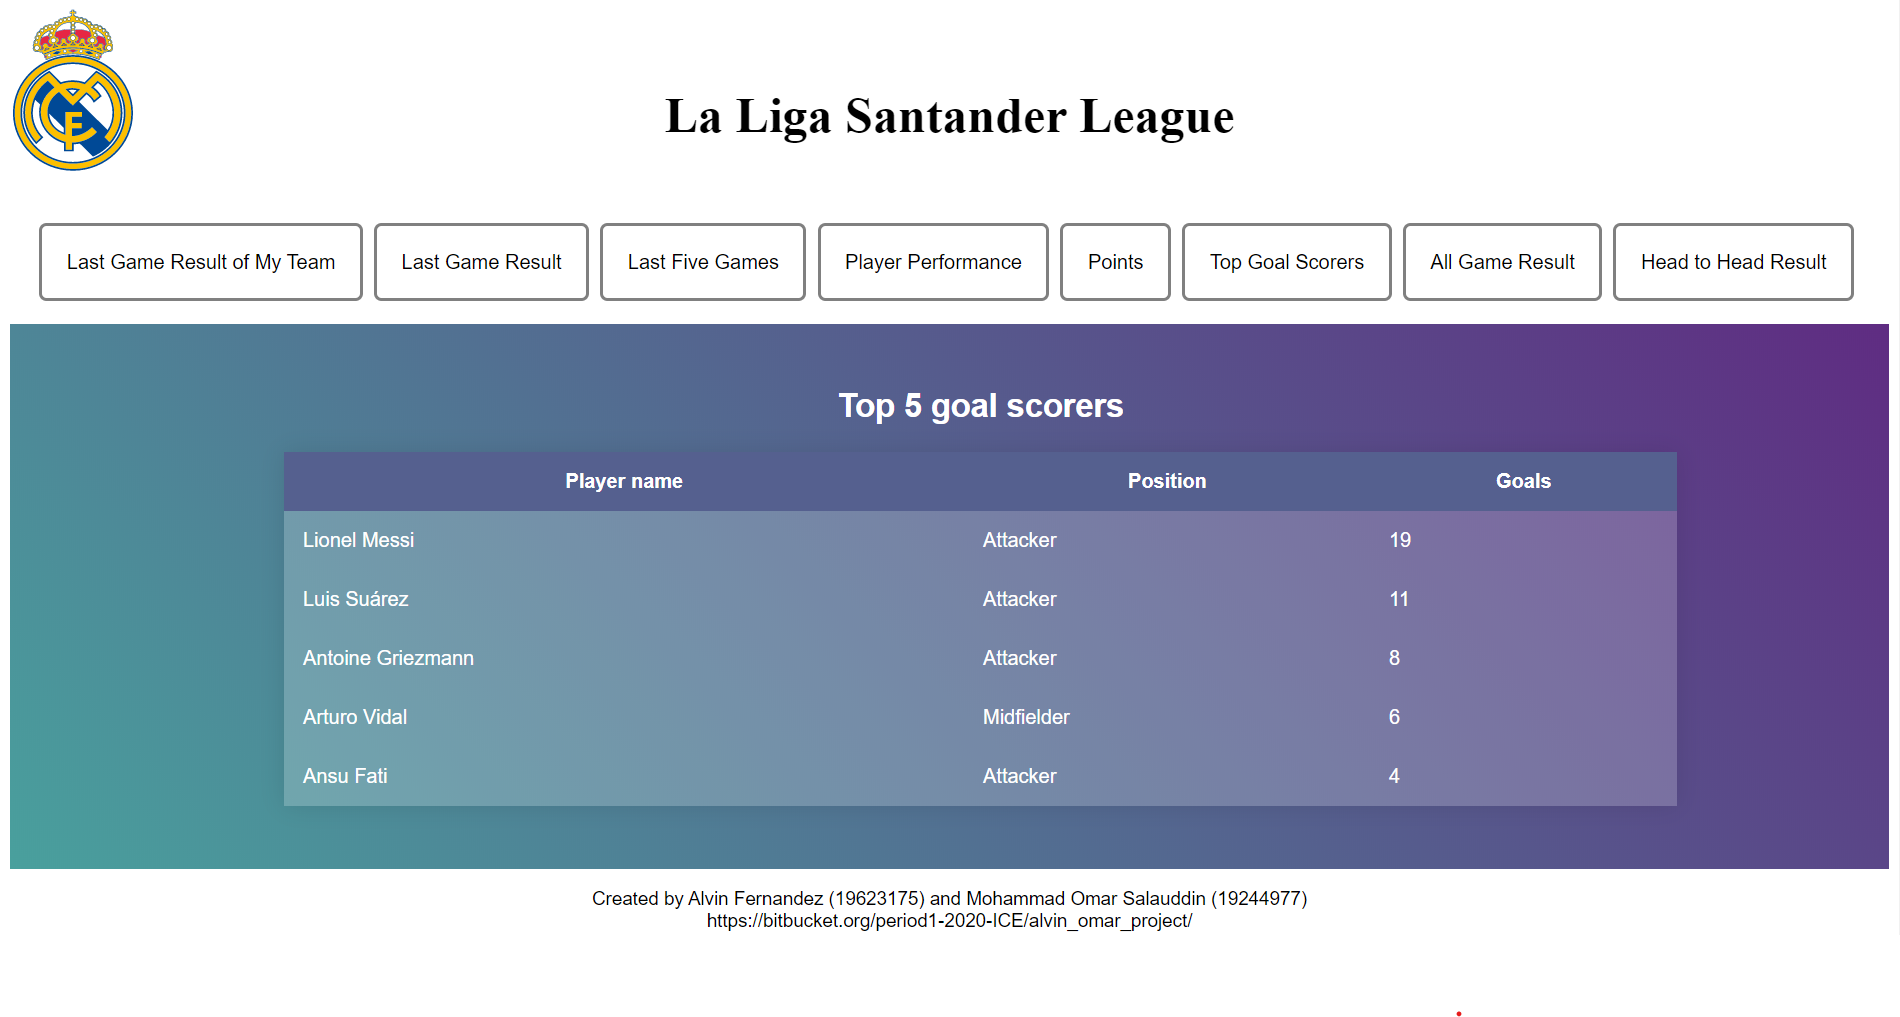 La Liga Santander League
Last Game Result of My Team
Last Game Result
Last Five Games
Player Performance
Points
Top Goal Scorers
All Game Result
Head to Head Result
Top 5 goal scorers
Player name Position Goals
Lionel Messi Attacker 19
Luis Suárez Attacker 11
Antoine Griezmann Attacker 8
Arturo Vidal Midfielder 6
Ansu Fati Attacker 4
Created by Alvin Fernandez (19623175) and Mohammad Omar Salauddin (19244977)
https://bitbucket.org/period1-2020-ICE/alvin_omar_project/